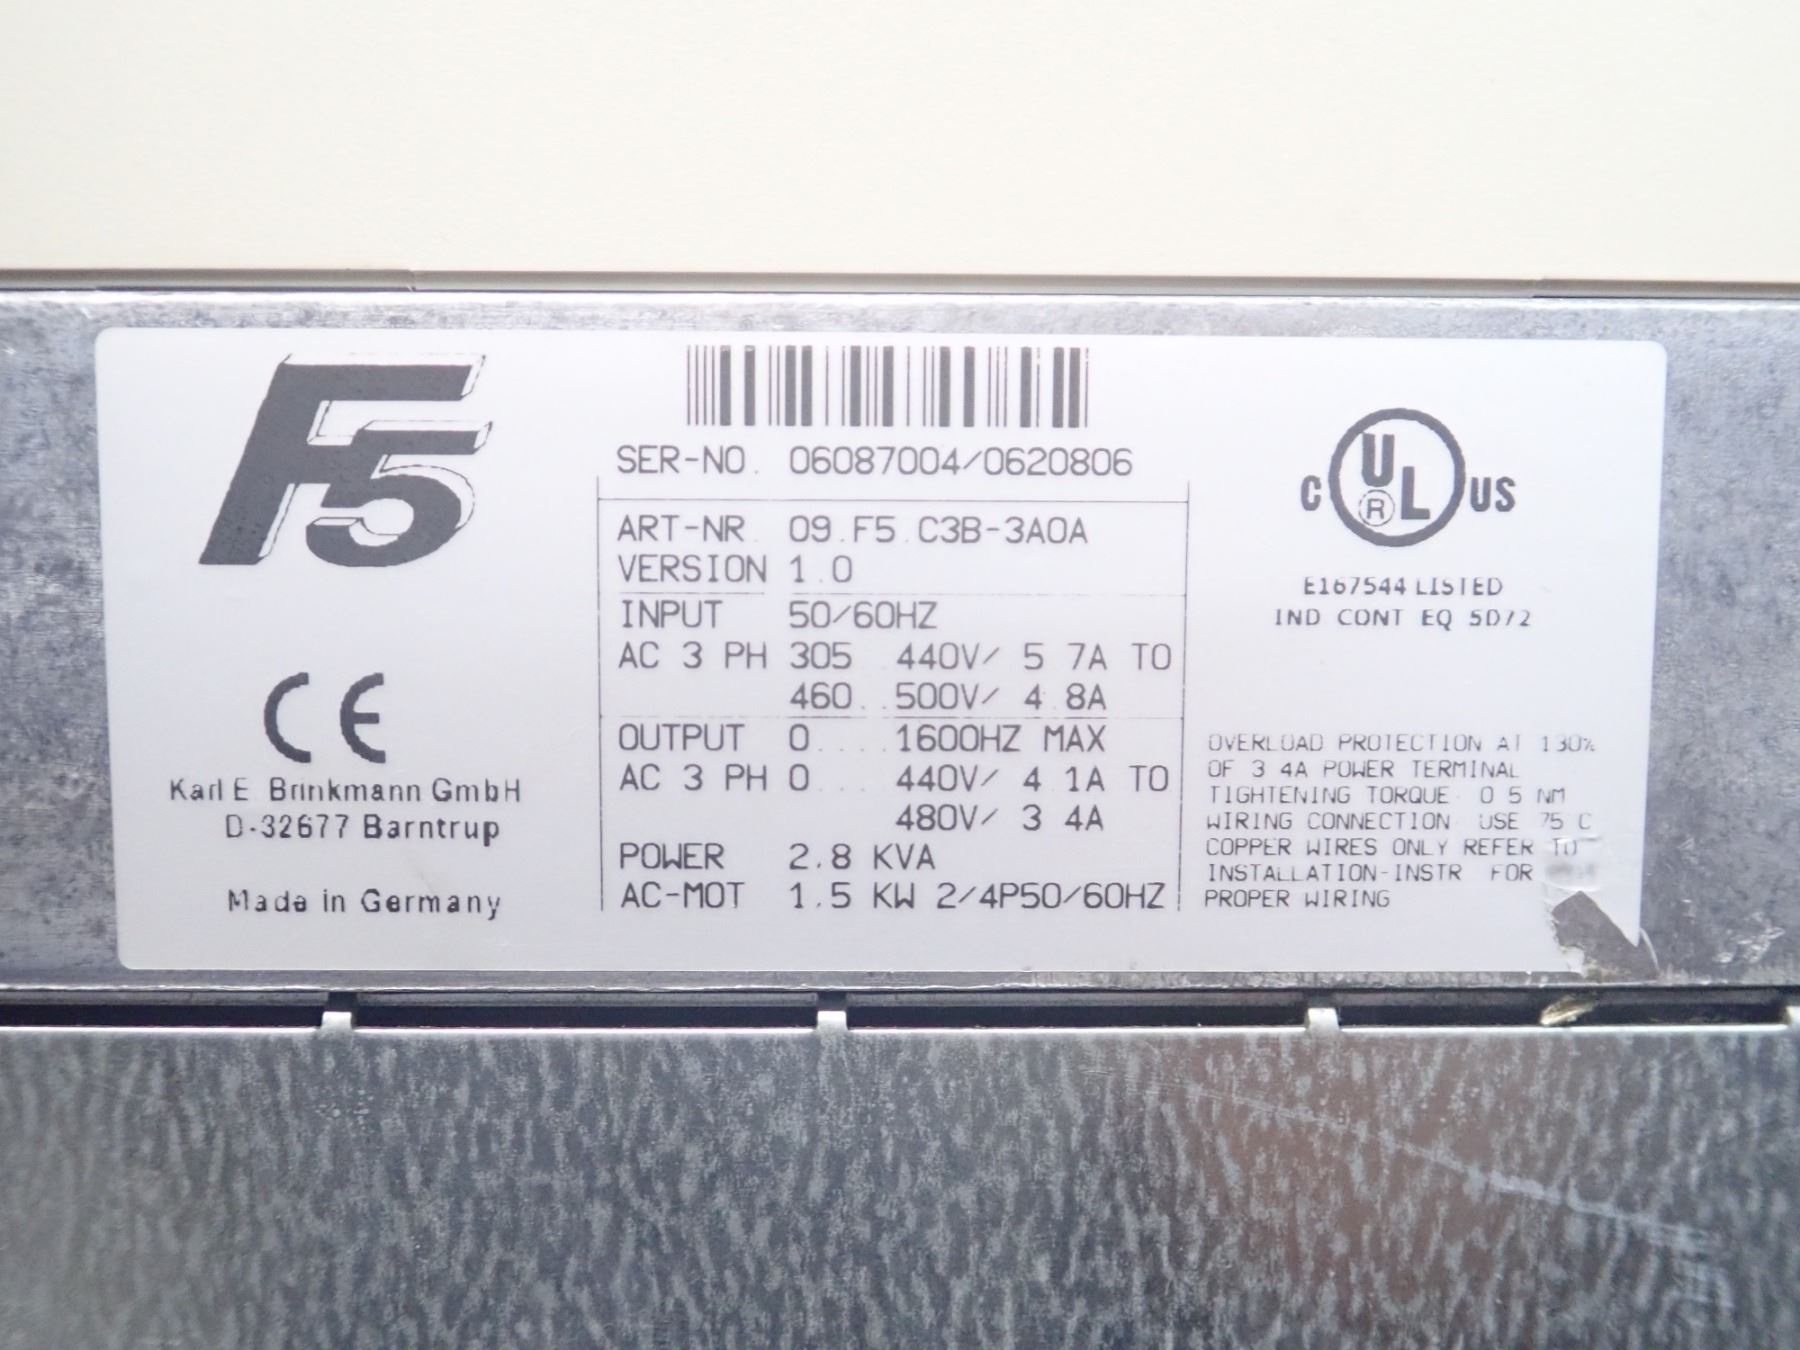 F5
CE
Karl E. Brinkmann GmbH
D-32677 Barntrup
Made in Germany
SER-NO. 06087004/0620806
ART-NR. 09.F5.C3B-3A0A
VERSION 1.0
INPUT 50/60HZ
AC 3 PH 305...440V/ 5.7A TO
460...500V/ 4.8A
OUTPUT 0.....1600HZ MAX
AC 3 PH 0.....440V/ 4.1A TO
480V/ 3.4A
POWER 2.8 KVA
AC-MOT 1.5 KW 2/4P50/60HZ
C UL US
®
E167544 LISTED
IND CONT EQ 5D72
OVERLOAD PROTECTION AT 130%
OF 3.4A POWER TERMINAL
TIGHTENING TORQUE: 0.5 NM
WIRING CONNECTION: USE 75 C
COPPER WIRES ONLY REFER TO
INSTALLATION-INSTR. FOR
PROPER WIRING